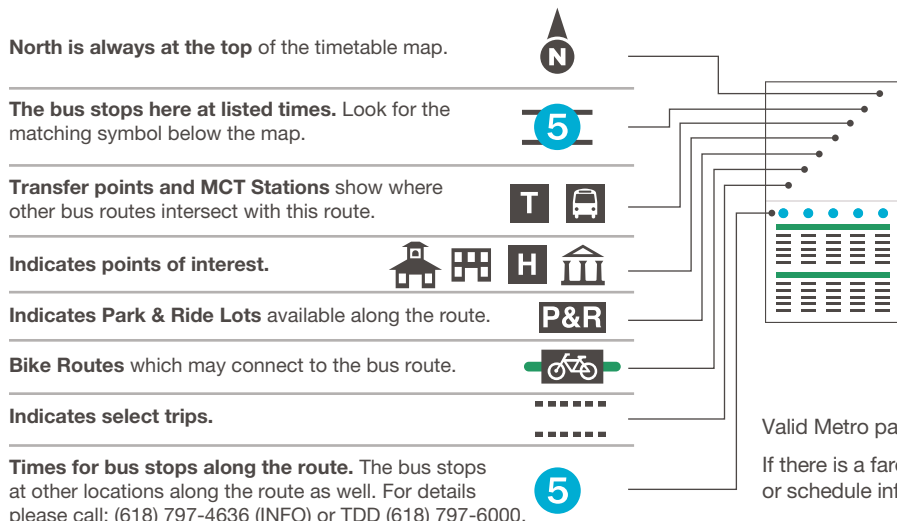 North is always at the top of the timetable map.
N
The bus stops here at listed times. Look for the
matching symbol below the map.
5
Transfer points and MCT Stations show where
other bus routes intersect with this route.
T
Indicates points of interest.
H
Indicates Park & Ride Lots available along the route.
P&R
Bike Routes which may connect to the bus route.
Indicates select trips.
Times for bus stops along the route. The bus stops
at other locations along the route as well. For details
please call: (618) 797-4636 (INFO) or TDD (618) 797-6000.
5
Valid Metro pa
If there is a fare
or schedule inf